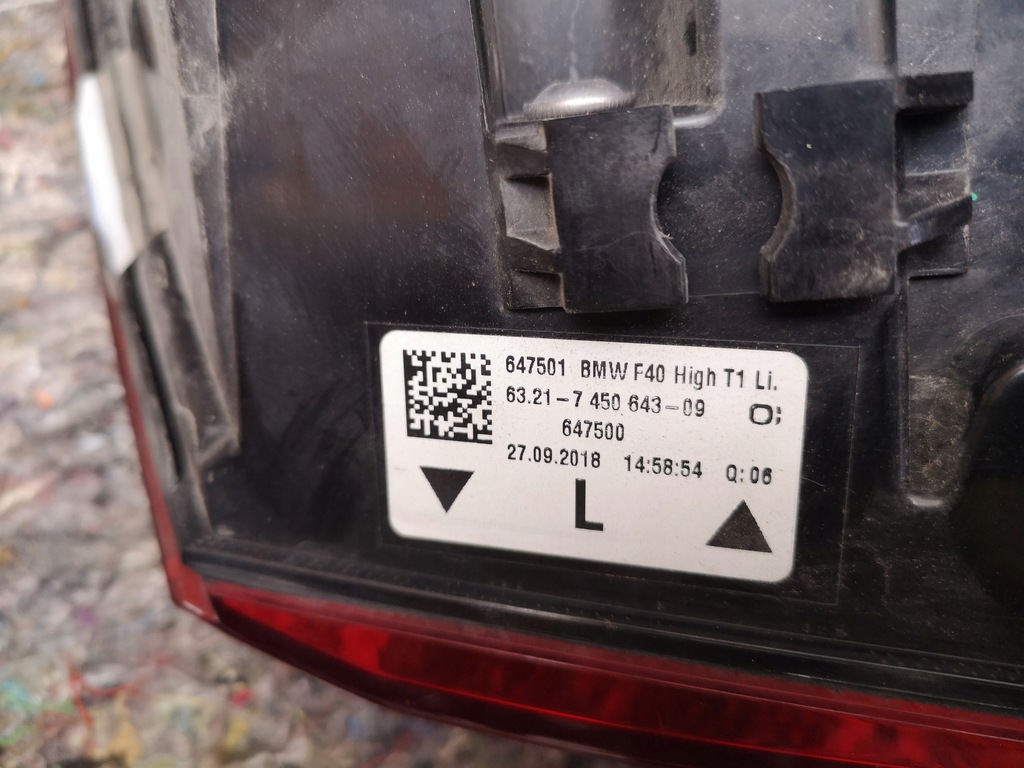 647501 BMW F40 High T1 Li.
63.21-7 450 643-09 O;
647500
27.09.2018 14:58:54 Q:06
L